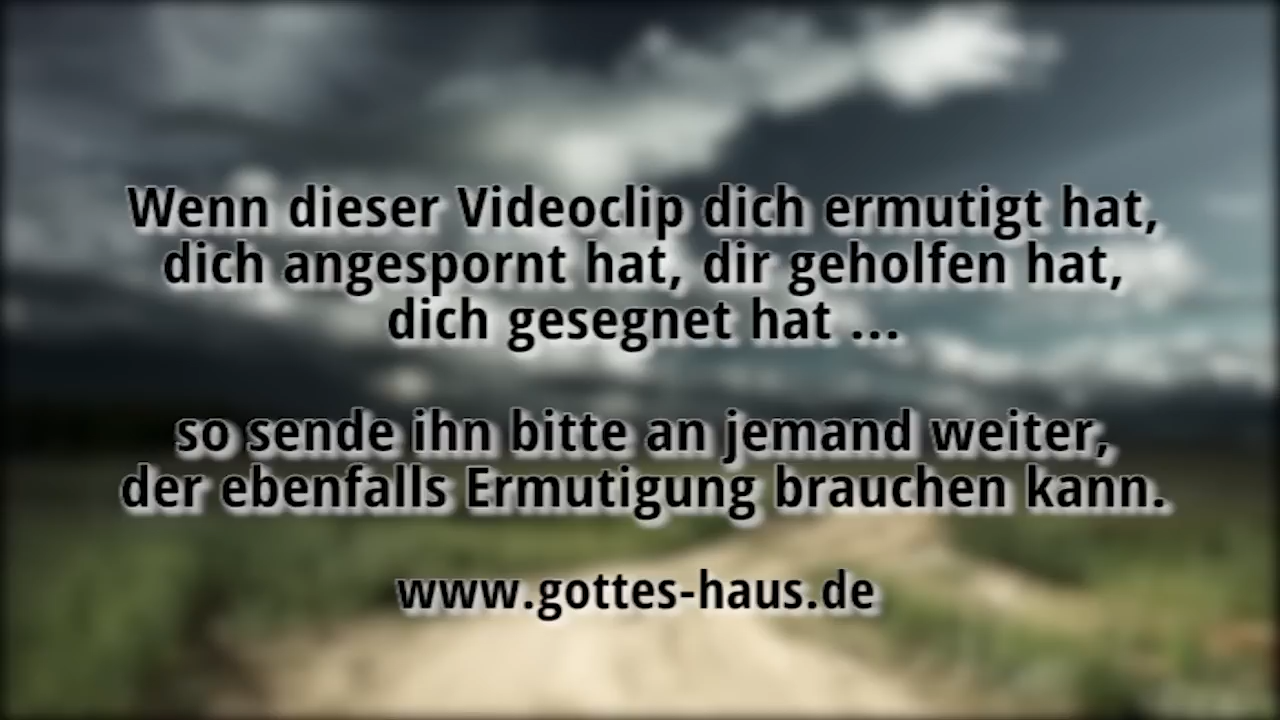 Wenn dieser Videoclip dich ermutigt hat,
dich angespornt hat, dir geholfen hat,
dich gesegnet hat ...
so sende ihn bitte an jemand weiter,
der ebenfalls Ermutigung brauchen kann.
www.gottes-haus.de